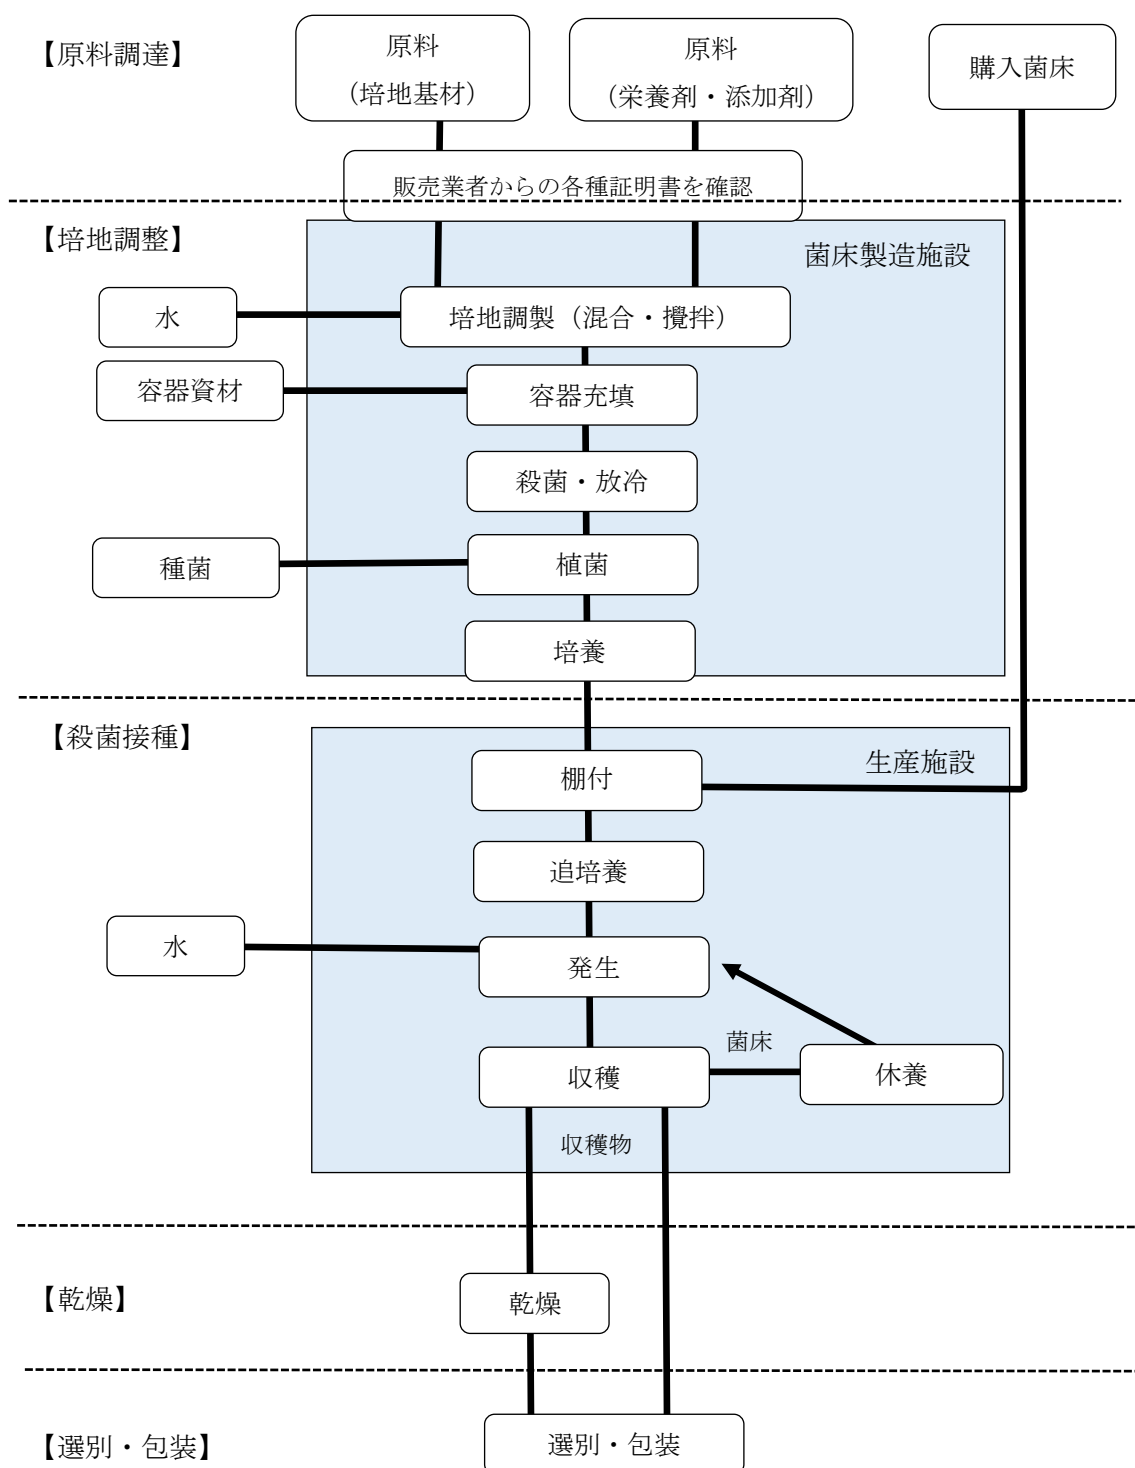 【原料調達】
原料
（培地基材）
原料
（栄養剤・添加剤）
購入菌床
販売業者からの各種証明書を確認
【培地調整】
菌床製造施設
水
培地調製（混合・攪拌）
容器資材
容器充填
殺菌・放冷
種菌
植菌
培養
【殺菌接種】
生産施設
棚付
追培養
水
発生
菌床
収穫
休養
収穫物
【乾燥】
乾燥
【選別・包装】
選別・包装